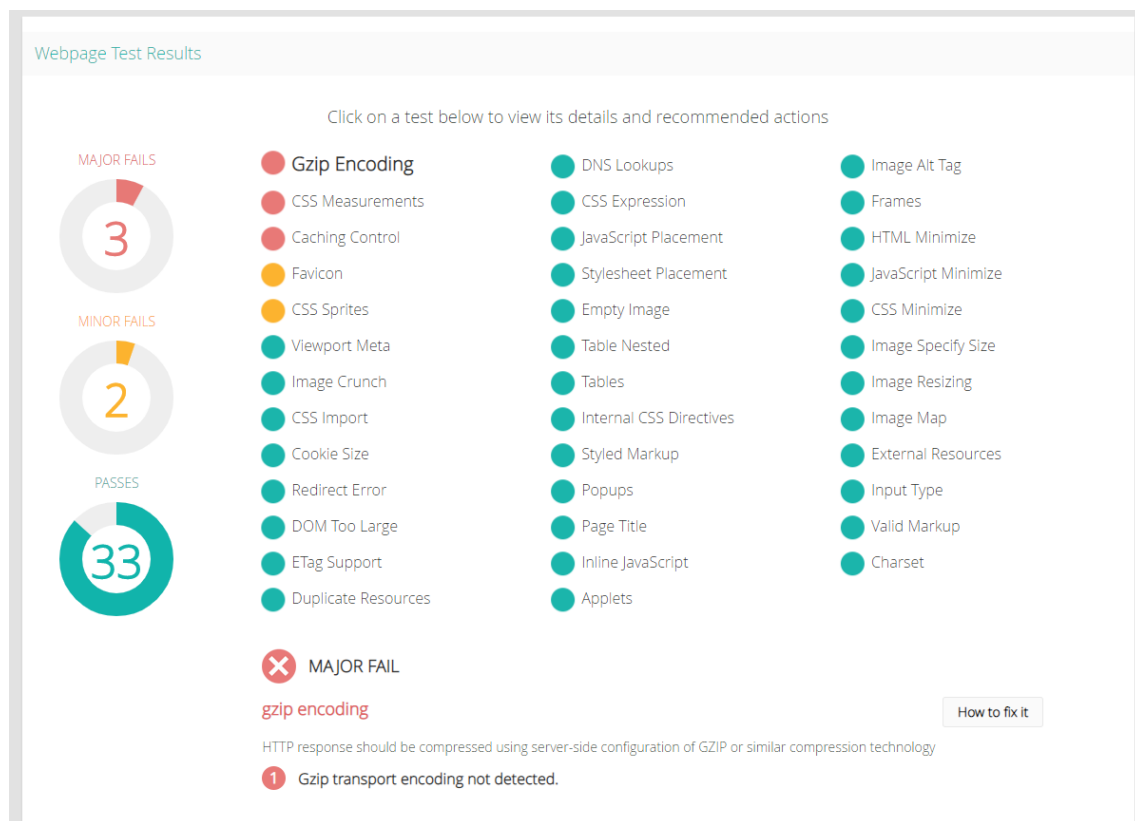 Webpage Test Results
Click on a test below to view its details and recommended actions
MAJOR FAILS
3
MINOR FAILS
2
PASSES
33
Gzip Encoding
CSS Measurements
Caching Control
Favicon
CSS Sprites
Viewport Meta
Image Crunch
CSS Import
Cookie Size
Redirect Error
DOM Too Large
ETag Support
Duplicate Resources
DNS Lookups
CSS Expression
JavaScript Placement
Stylesheet Placement
Empty Image
Table Nested
Tables
Internal CSS Directives
Styled Markup
Popups
Page Title
Inline JavaScript
Applets
Image Alt Tag
Frames
HTML Minimize
JavaScript Minimize
CSS Minimize
Image Specify Size
Image Resizing
Image Map
External Resources
Input Type
Valid Markup
Charset
MAJOR FAIL
gzip encoding
How to fix it
HTTP response should be compressed using server-side configuration of GZIP or similar compression technology
1 Gzip transport encoding not detected.